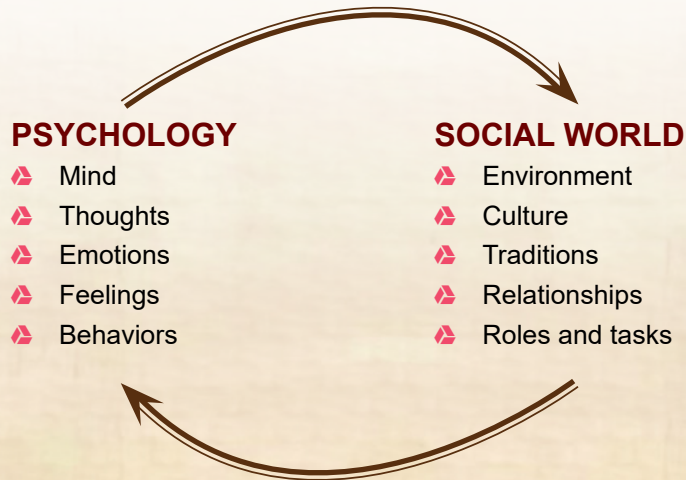 PSYCHOLOGY
Mind
Thoughts
Emotions
Feelings
Behaviors
SOCIAL WORLD
Environment
Culture
Traditions
Relationships
Roles and tasks